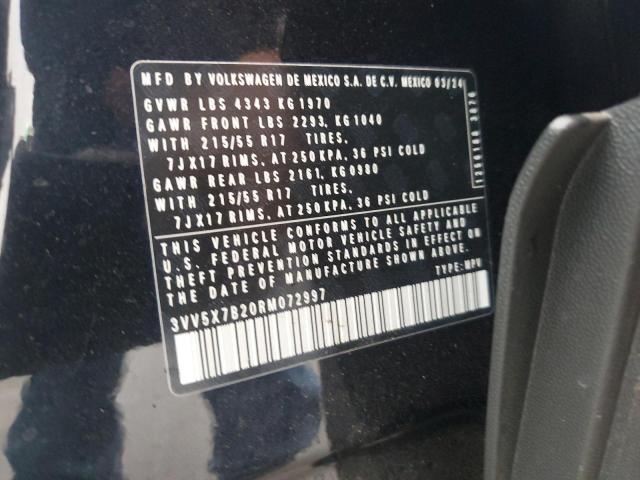 MFD BY VOLKSWAGEN DE MEXICO S.A. DE C.V. MEXICO 03/24
GVWR LBS 4343 KG 1970
GAWR FRONT LBS 2293, KG 1040
WITH 215/55 R17 TIRES,
7JX17 RIMS, AT 250 KPA, 36 PSI COLD
GAWR REAR LBS 2161, KG 0980
WITH 215/55 R17 TIRES,
7JX17 RIMS, AT 250 KPA, 36 PSI COLD
THIS VEHICLE CONFORMS TO ALL APPLICABLE
U.S. FEDERAL MOTOR VEHICLE SAFETY AND
THEFT PREVENTION STANDARDS IN EFFECT ON
THE DATE OF MANUFACTURE SHOWN ABOVE.
TYPE: MPV
3VV5X7B20RM072997